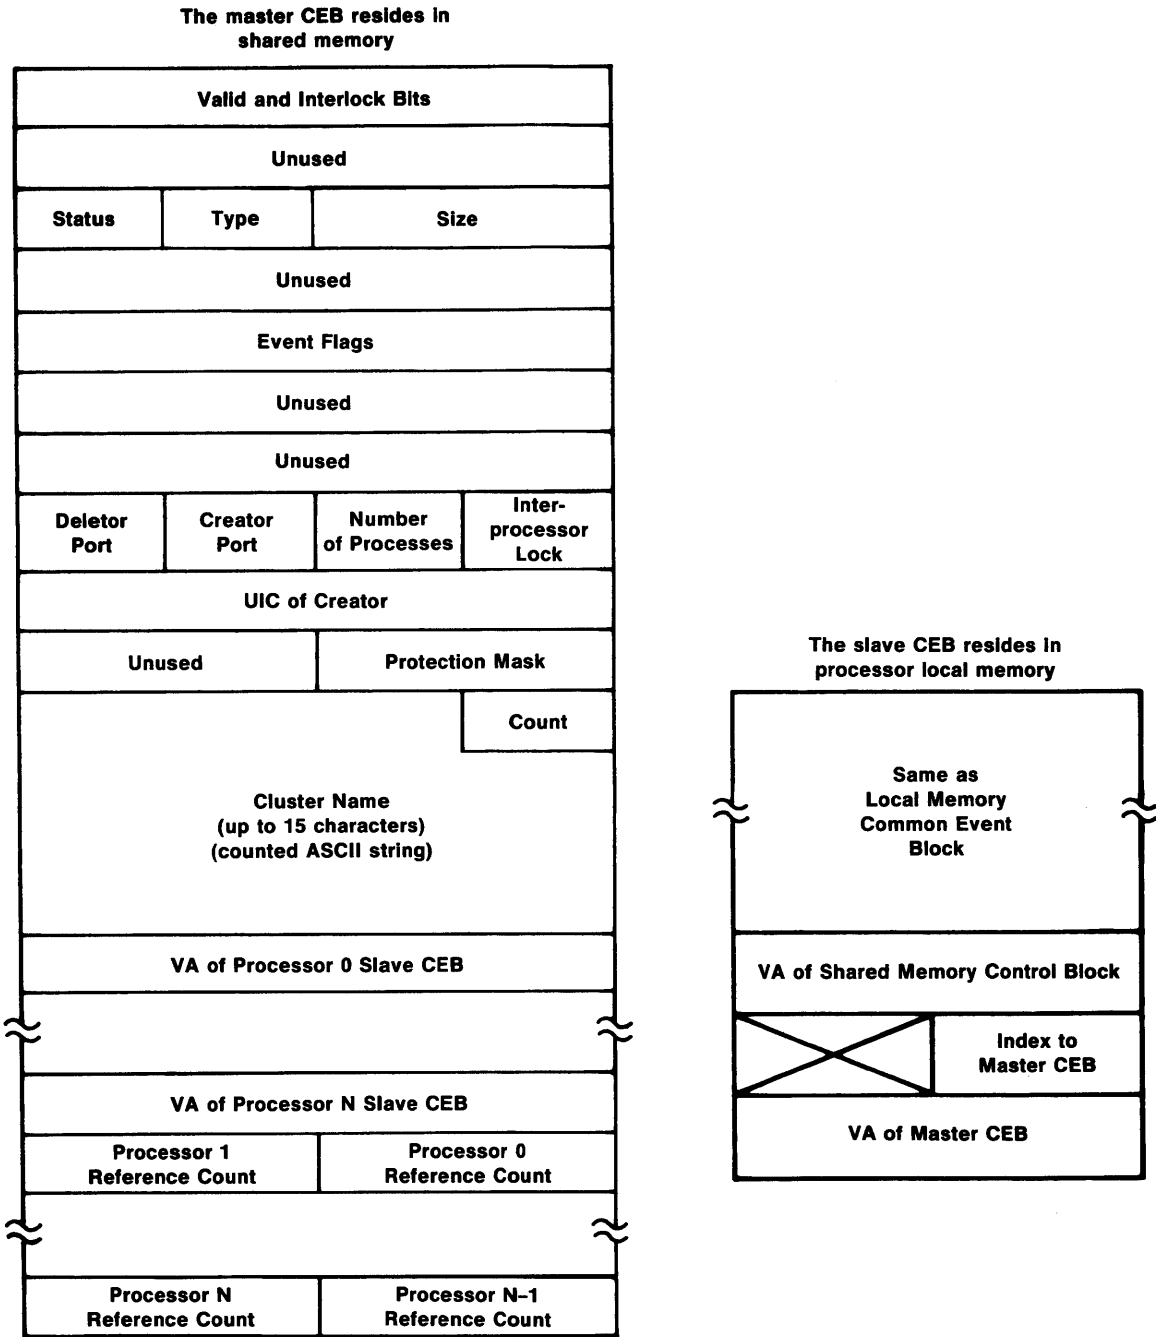 The master CEB resides in
shared memory
Valid and Interlock Bits
Unused
Status Type Size
Unused
Event Flags
Unused
Unused
Deletor
Port
Creator
Port
Number
of Processes
Inter-
processor
Lock
UIC of Creator
Unused
Protection Mask
Count
Cluster Name
(up to 15 characters)
(counted ASCII string)
VA of Processor 0 Slave CEB
VA of Processor N Slave CEB
Processor 1
Reference Count
Processor 0
Reference Count
Processor N
Reference Count
Processor N–1
Reference Count
The slave CEB resides in
processor local memory
Same as
Local Memory
Common Event
Block
VA of Shared Memory Control Block
Index to
Master CEB
VA of Master CEB